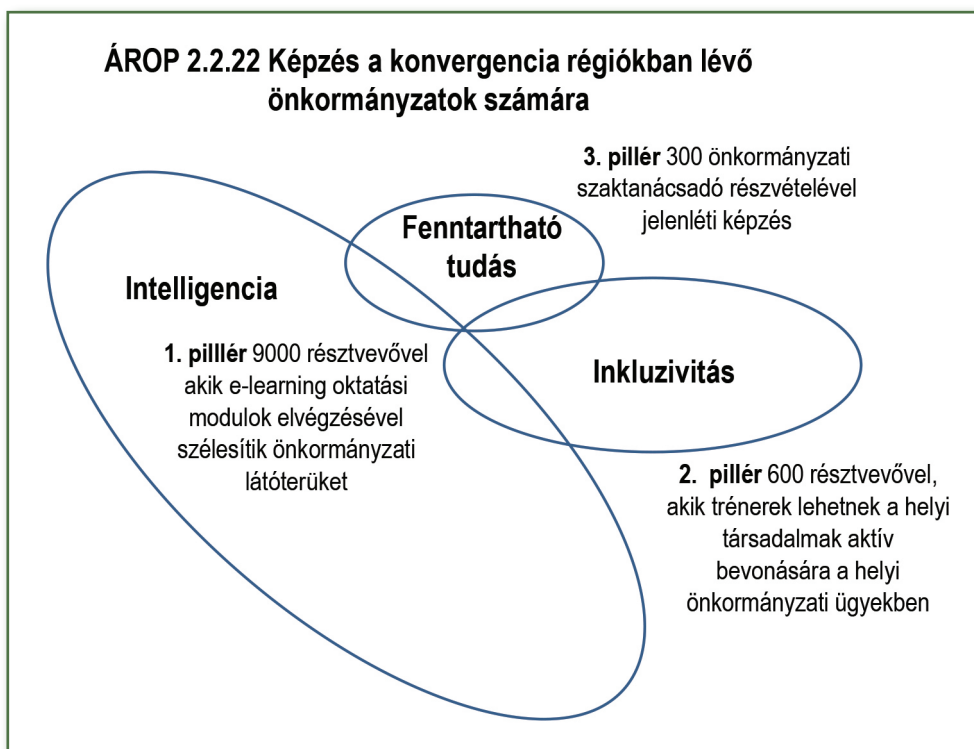 ÁROP 2.2.22 Képzés a konvergencia régiókban lévő
önkormányzatok számára
3. pillér 300 önkormányzati
szaktanácsadó részvételével
jelenléti képzés
Fenntartható
tudás
Intelligencia
1. pilllér 9000 résztvevővel
akik e-learning oktatási
modulok elvégzésével
szélesítik önkormányzati
látóterüket
Inkluzivitás
2. pillér 600 résztvevővel,
akik trénerek lehetnek a helyi
társadalmak aktív
bevonására a helyi
önkormányzati ügyekben